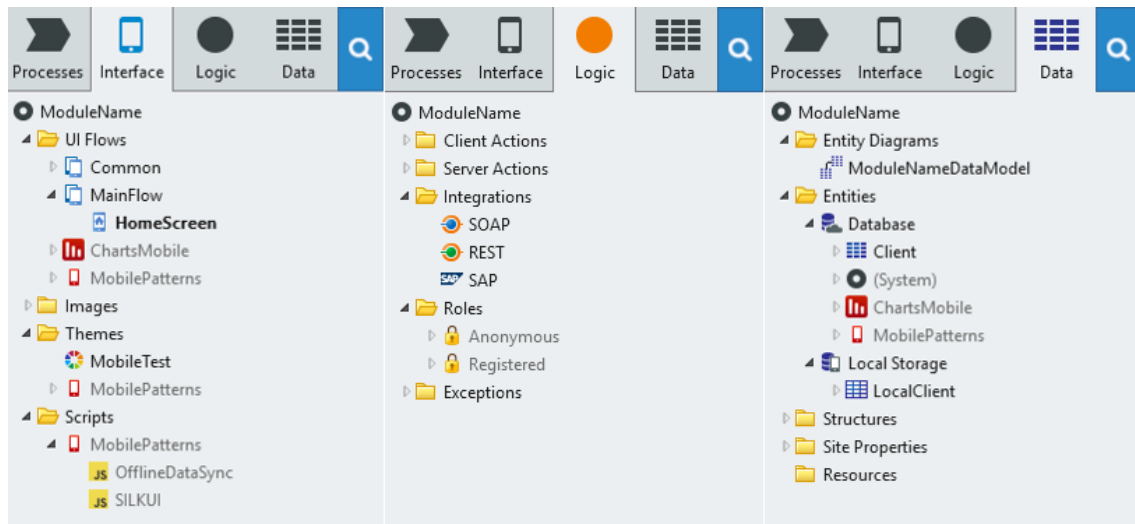 Processes Interface Logic Data
ModuleName
UI Flows
Common
MainFlow
HomeScreen
ChartsMobile
MobilePatterns
Images
Themes
MobileTest
MobilePatterns
Scripts
MobilePatterns
JS OfflineDataSync
JS SILKUI
Processes Interface Logic Data
ModuleName
Client Actions
Server Actions
Integrations
SOAP
REST
SAP SAP
Roles
Anonymous
Registered
Exceptions
Processes Interface Logic Data
ModuleName
Entity Diagrams
ModuleNameDataModel
Entities
Database
Client
(System)
ChartsMobile
MobilePatterns
Local Storage
LocalClient
Structures
Site Properties
Resources